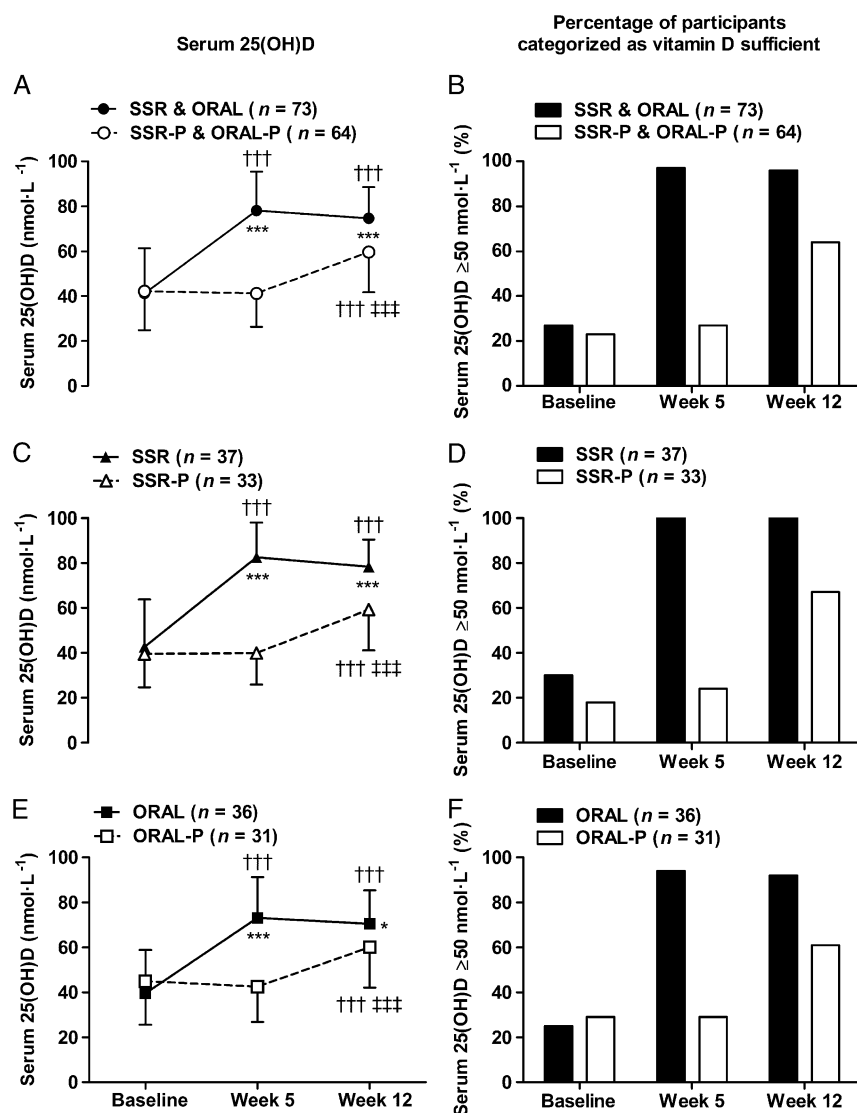 Serum 25(OH)D
Percentage of participants
categorized as vitamin D sufficient
A
SSR & ORAL (n = 73)
SSR-P & ORAL-P (n = 64)
Serum 25(OH)D (nmol·L⁻¹)
100
80
60
40
20
0
†††
†††
***
***
††† ‡‡‡
B
SSR & ORAL (n = 73)
SSR-P & ORAL-P (n = 64)
Serum 25(OH)D ≥50 nmol·L⁻¹ (%)
100
80
60
40
20
0
Baseline Week 5 Week 12
C
SSR (n = 37)
SSR-P (n = 33)
Serum 25(OH)D (nmol·L⁻¹)
100
80
60
40
20
0
†††
†††
***
***
††† ‡‡‡
D
SSR (n = 37)
SSR-P (n = 33)
Serum 25(OH)D ≥50 nmol·L⁻¹ (%)
100
80
60
40
20
0
Baseline Week 5 Week 12
E
ORAL (n = 36)
ORAL-P (n = 31)
Serum 25(OH)D (nmol·L⁻¹)
100
80
60
40
20
0
†††
†††
***
*
††† ‡‡‡
Baseline Week 5 Week 12
F
ORAL (n = 36)
ORAL-P (n = 31)
Serum 25(OH)D ≥50 nmol·L⁻¹ (%)
100
80
60
40
20
0
Baseline Week 5 Week 12